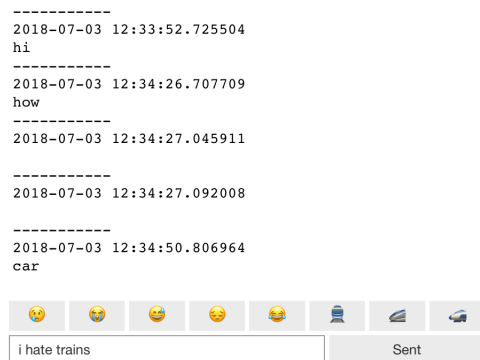 -----------
2018-07-03 12:33:52.725504
hi
-----------
2018-07-03 12:34:26.707709
how
-----------
2018-07-03 12:34:27.045911
-----------
2018-07-03 12:34:27.092008
-----------
2018-07-03 12:34:50.806964
car
😢 😭 😅 😔 😂 🚆 🚄 🚅
i hate trains Sent